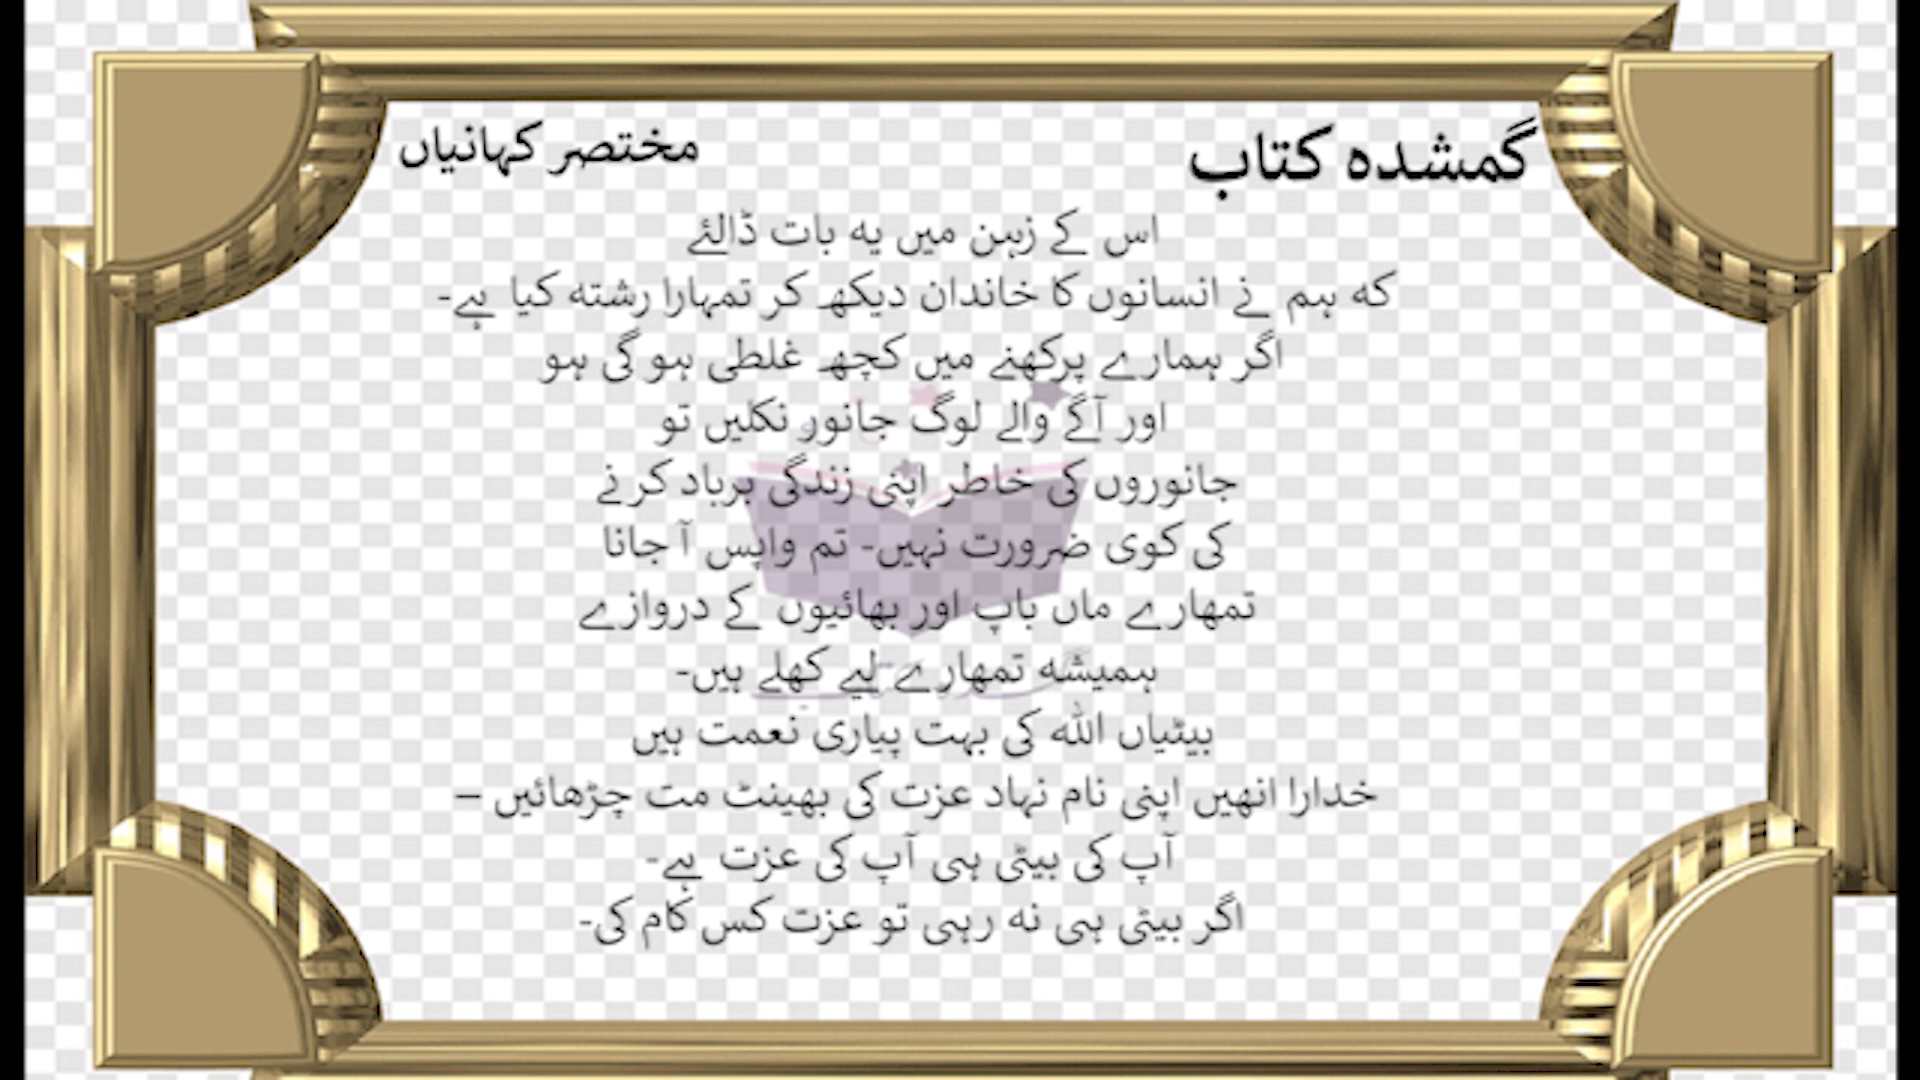 گمشدہ کتاب
مختصر کہانیاں
اس کے زہن میں یہ بات ڈالئے
کہ ہم نے انسانوں کا خاندان دیکھ کر تمہارا رشتہ کیا ہے-
اگر ہمارے پرکھنے میں کچھ غلطی ہو گی ہو
اور آگے والے لوگ جانور نکلیں تو
جانوروں کی خاطر اپنی زندگی برباد کرنے
کی کوی ضرورت نہیں- تم واپس آ جانا
تمھارے ماں باپ اور بھائیوں کے دروازے
ہمیشہ تمھارے لیے کھلے ہیں-
بیٹیاں اللہ کی بہت پیاری نعمت ہیں
خدارا انھیں اپنی نام نہاد عزت کی بھینٹ مت چڑھائیں –
آپ کی بیٹی ہی آپ کی عزت ہے-
اگر بیٹی ہی نہ رہی تو عزت کس کام کی-